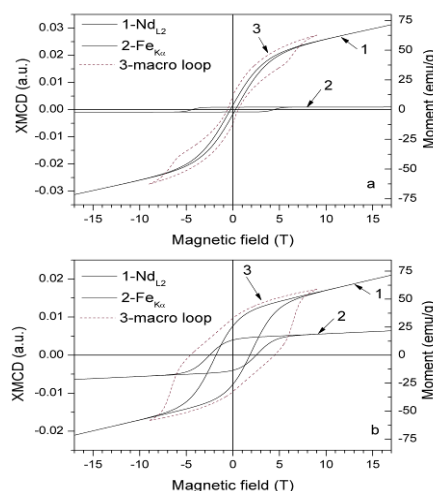 0.03
0.02
0.01
0.00
-0.01
-0.02
-0.03
XMCD (a.u.)
1-Nd L2
2-Fe Kα
3-macro loop
3
1
2
a
75
50
25
0
-25
-50
-75
Moment (emu/g)
-15 -10 -5 0 5 10 15
Magnetic field (T)
0.02
0.01
0.00
-0.01
-0.02
XMCD (a.u.)
1-Nd L2
2-Fe Kα
3-macro loop
3
1
2
b
75
50
25
0
-25
-50
-75
Moment (emu/g)
-15 -10 -5 0 5 10 15
Magnetic field (T)